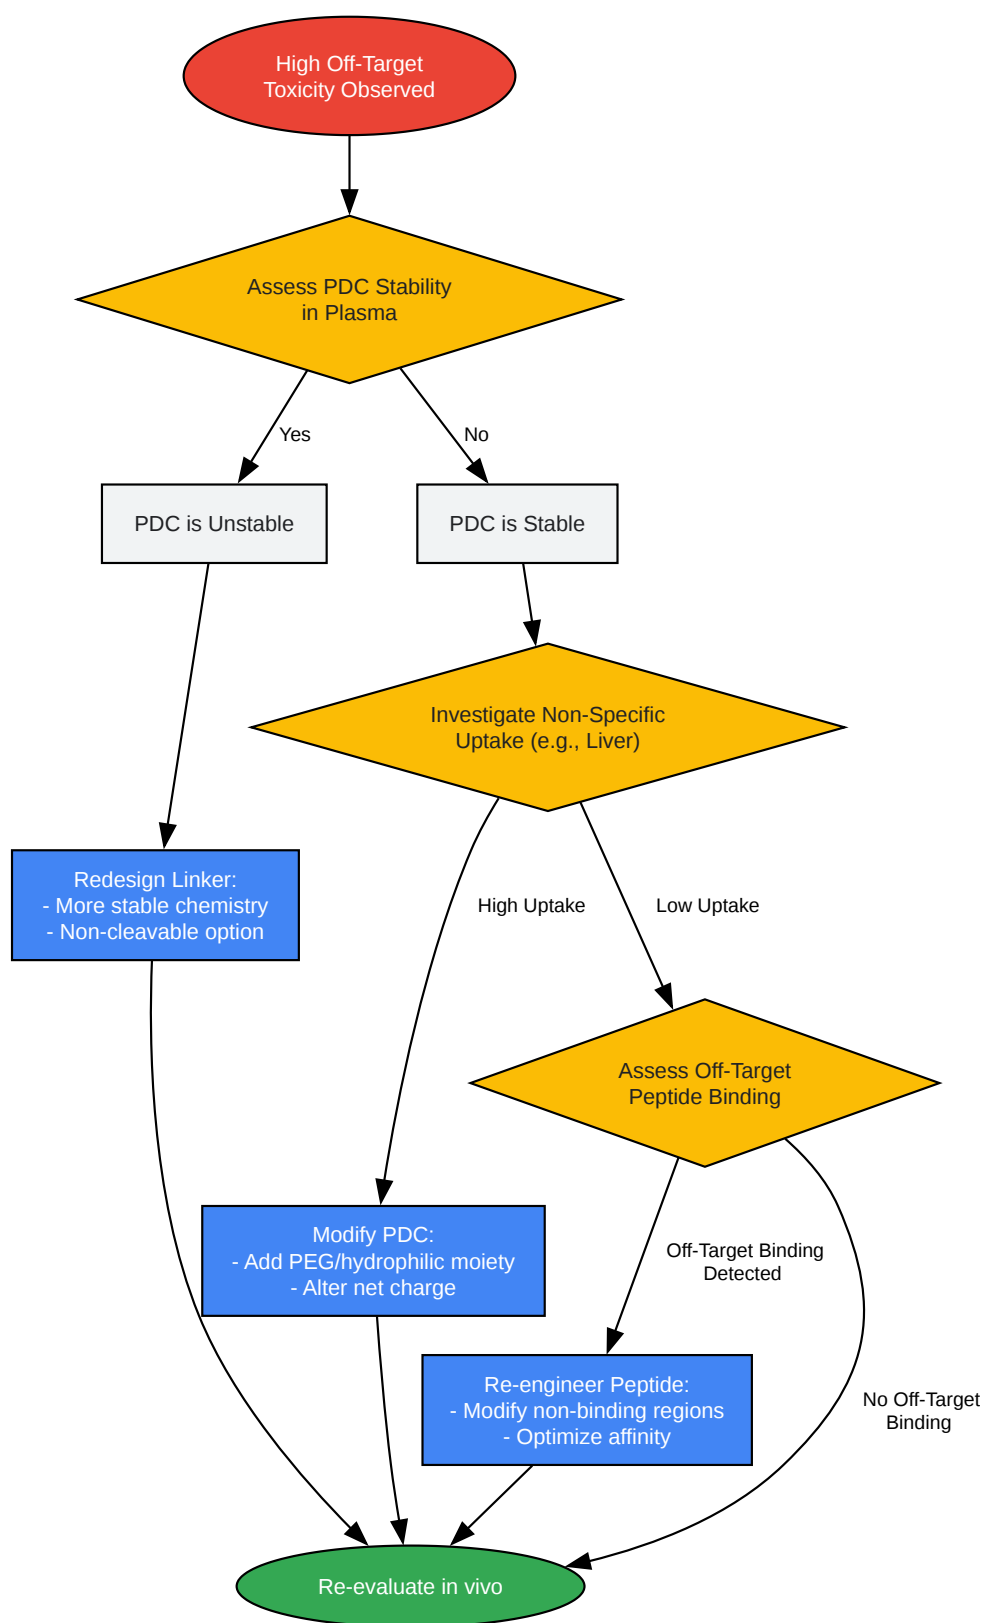 High Off-Target
Toxicity Observed
Assess PDC Stability
in Plasma
Yes
No
PDC is Unstable
PDC is Stable
Investigate Non-Specific
Uptake (e.g., Liver)
Redesign Linker:
- More stable chemistry
- Non-cleavable option
High Uptake
Low Uptake
Assess Off-Target
Peptide Binding
Modify PDC:
- Add PEG/hydrophilic moiety
- Alter net charge
Off-Target Binding
Detected
Re-engineer Peptide:
- Modify non-binding regions
- Optimize affinity
No Off-Target
Binding
Re-evaluate in vivo